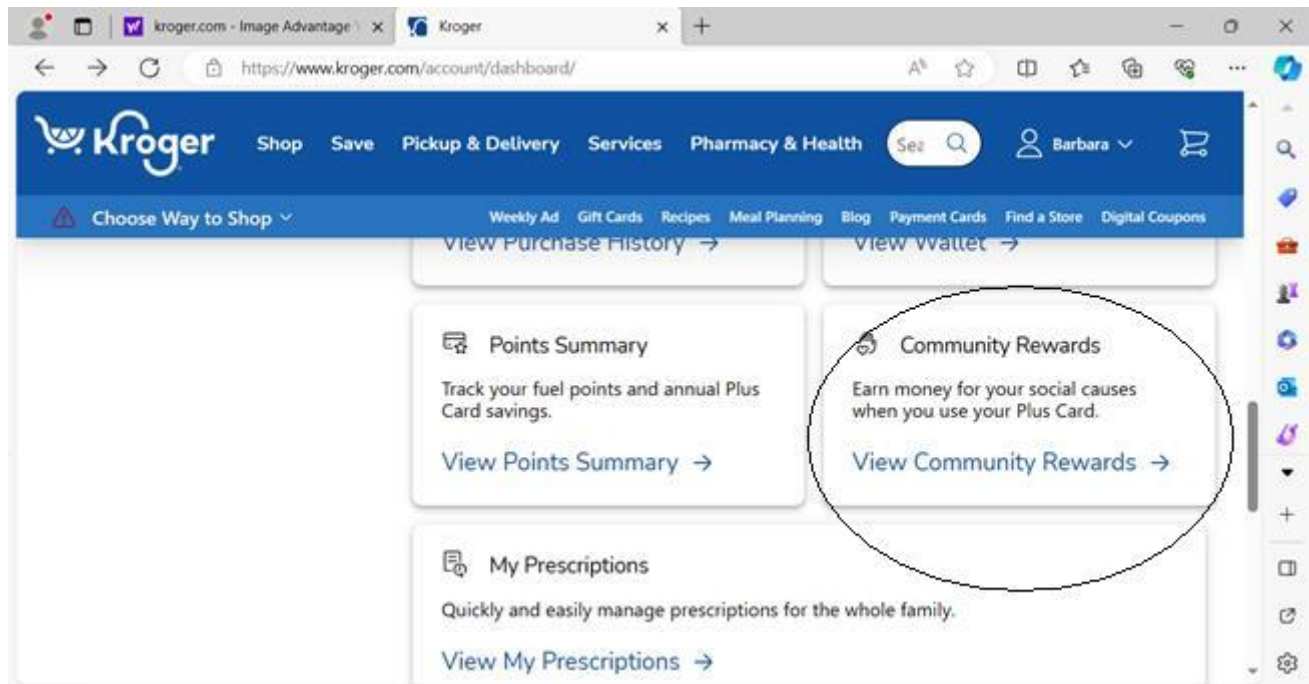 kroger.com - Image Advantage
Kroger
https://www.kroger.com/account/dashboard/
Kroger Shop Save Pickup & Delivery Services Pharmacy & Health Sea Barbara
Choose Way to Shop Weekly Ad Gift Cards Recipes Meal Planning Blog Payment Cards Find a Store Digital Coupons
View Purchase History → View Wallet →
Points Summary
Track your fuel points and annual Plus
Card savings.
View Points Summary →
Community Rewards
Earn money for your social causes
when you use your Plus Card.
View Community Rewards →
My Prescriptions
Quickly and easily manage prescriptions for the whole family.
View My Prescriptions →